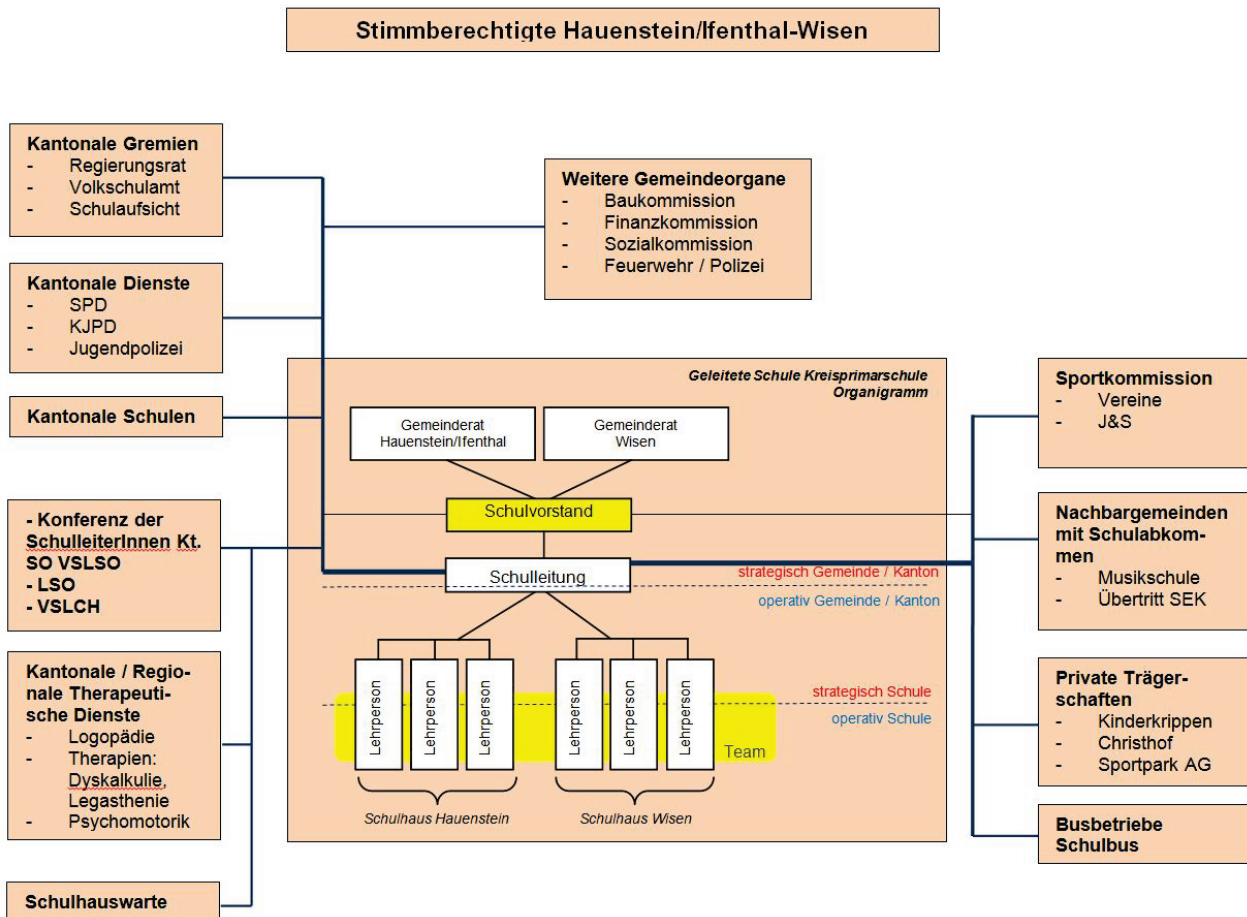 Stimmberechtigte Hauenstein/Ifenthal-Wisen
Kantonale Gremien
- Regierungsrat
- Volkschulamt
- Schulaufsicht
Weitere Gemeindeorgane
- Baukommission
- Finanzkommission
- Sozialkommission
- Feuerwehr / Polizei
Kantonale Dienste
- SPD
- KJPD
- Jugendpolizei
Kantonale Schulen
- Konferenz der
SchulleiterInnen Kt.
SO VSLSO
- LSO
- VSLCH
Kantonale / Regio-
nale Therapeuti-
sche Dienste
- Logopädie
- Therapien:
Dyskalkulie,
Legasthenie
- Psychomotorik
Schulhauswarte
Geleitete Schule Kreisprimarschule
Organigramm
Gemeinderat
Hauenstein/Ifenthal
Gemeinderat
Wisen
Schulvorstand
Schulleitung
strategisch Gemeinde / Kanton
operativ Gemeinde / Kanton
Lehrperson
Lehrperson
Lehrperson
Lehrperson
Lehrperson
Lehrperson
strategisch Schule
operativ Schule
Team
Schulhaus Hauenstein
Schulhaus Wisen
Sportkommission
- Vereine
- J&S
Nachbargemeinden
mit Schulabkom-
men
- Musikschule
- Übertritt SEK
Private Träger-
schaften
- Kinderkrippen
- Christhof
- Sportpark AG
Busbetriebe
Schulbus